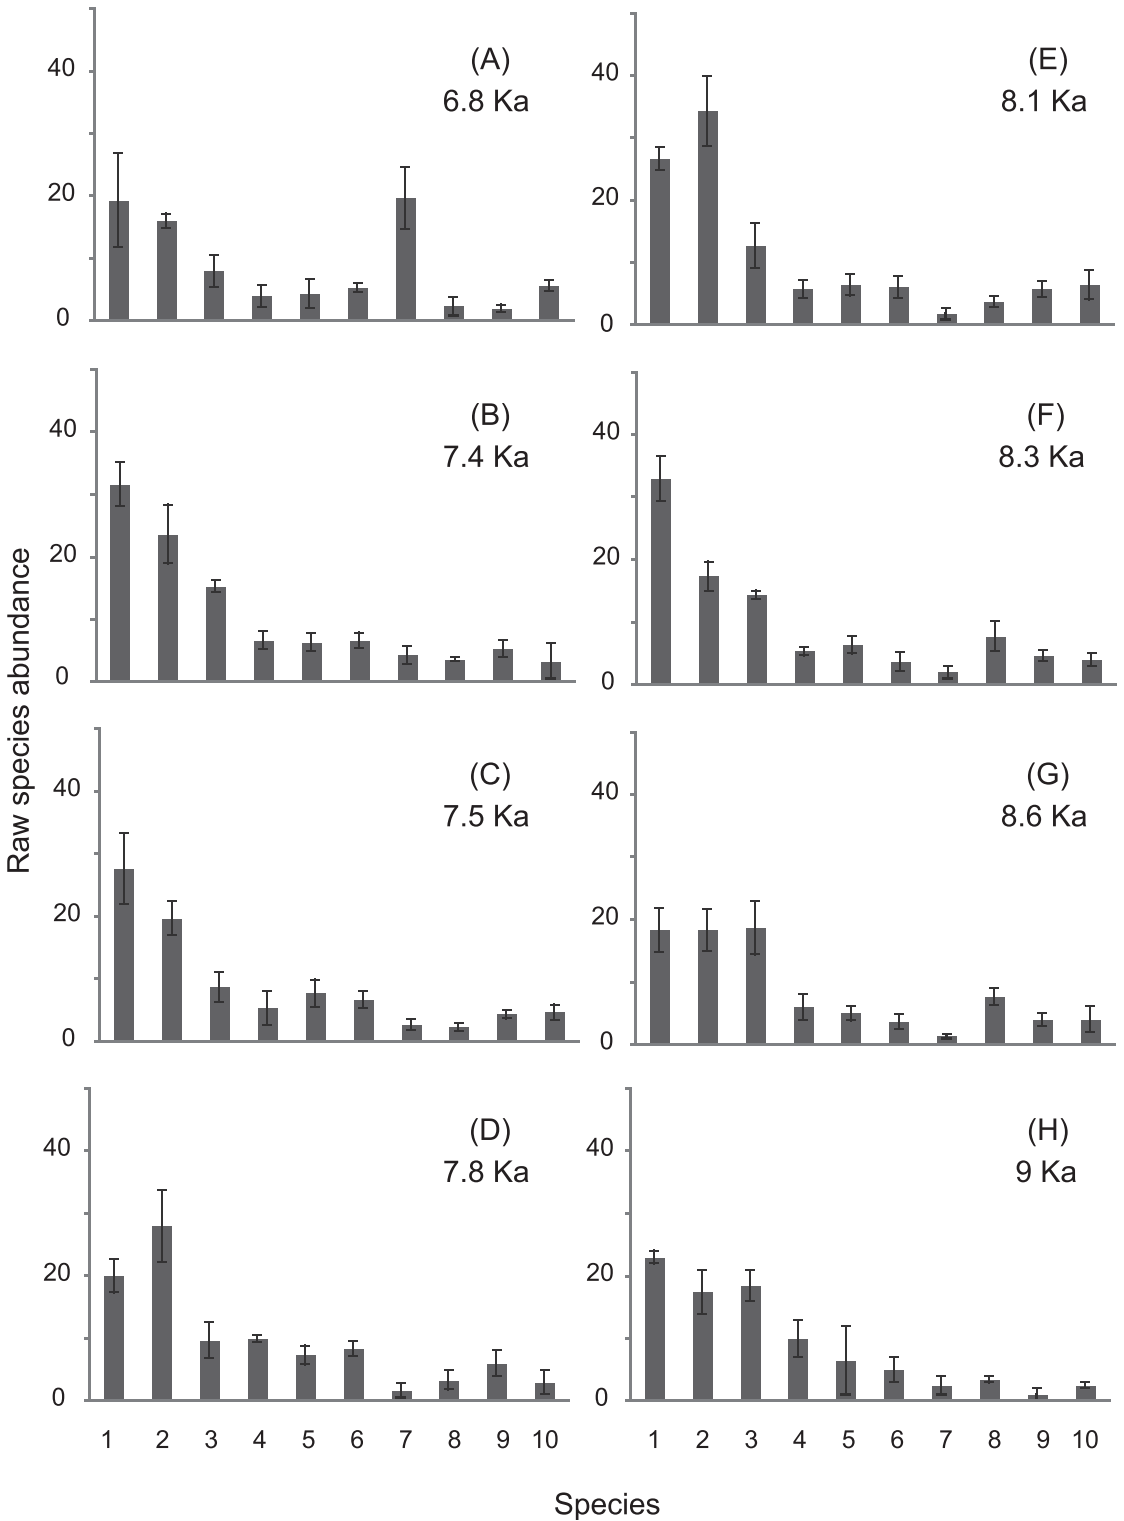 Raw species abundance
(A)
6.8 Ka
40
20
0
(B)
7.4 Ka
40
20
0
(C)
7.5 Ka
40
20
0
(D)
7.8 Ka
40
20
0
1 2 3 4 5 6 7 8 9 10
(E)
8.1 Ka
40
20
0
(F)
8.3 Ka
40
20
0
(G)
8.6 Ka
40
20
0
(H)
9 Ka
40
20
0
1 2 3 4 5 6 7 8 9 10
Species